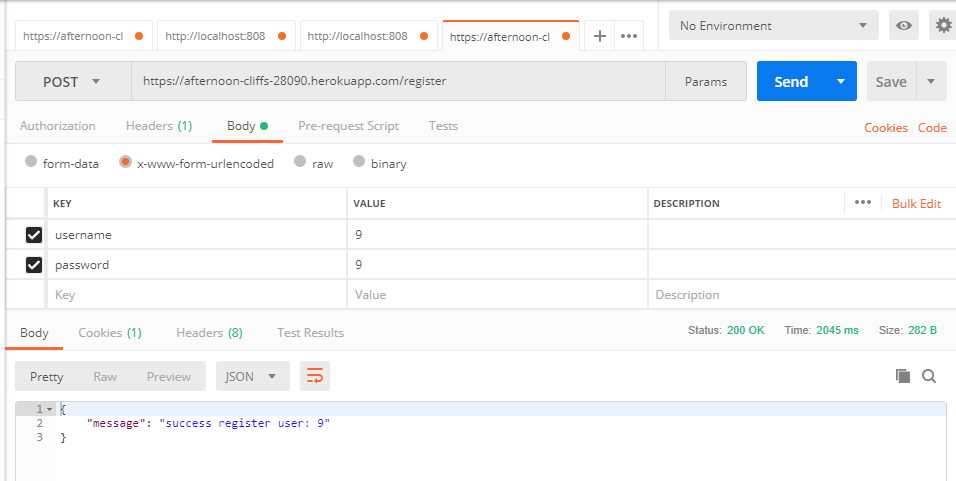 https://afternoon-cl http://localhost:808 http://localhost:808 https://afternoon-cl + ••• No Environment
POST https://afternoon-cliffs-28090.herokuapp.com/register Params Send Save
Authorization Headers (1) Body Pre-request Script Tests Cookies Code
form-data x-www-form-urlencoded raw binary
KEY VALUE DESCRIPTION ••• Bulk Edit
username 9
password 9
Key Value Description
Body Cookies (1) Headers (8) Test Results Status: 200 OK Time: 2045 ms Size: 282 B
Pretty Raw Preview JSON
1 {
2 "message": "success register user: 9"
3 }